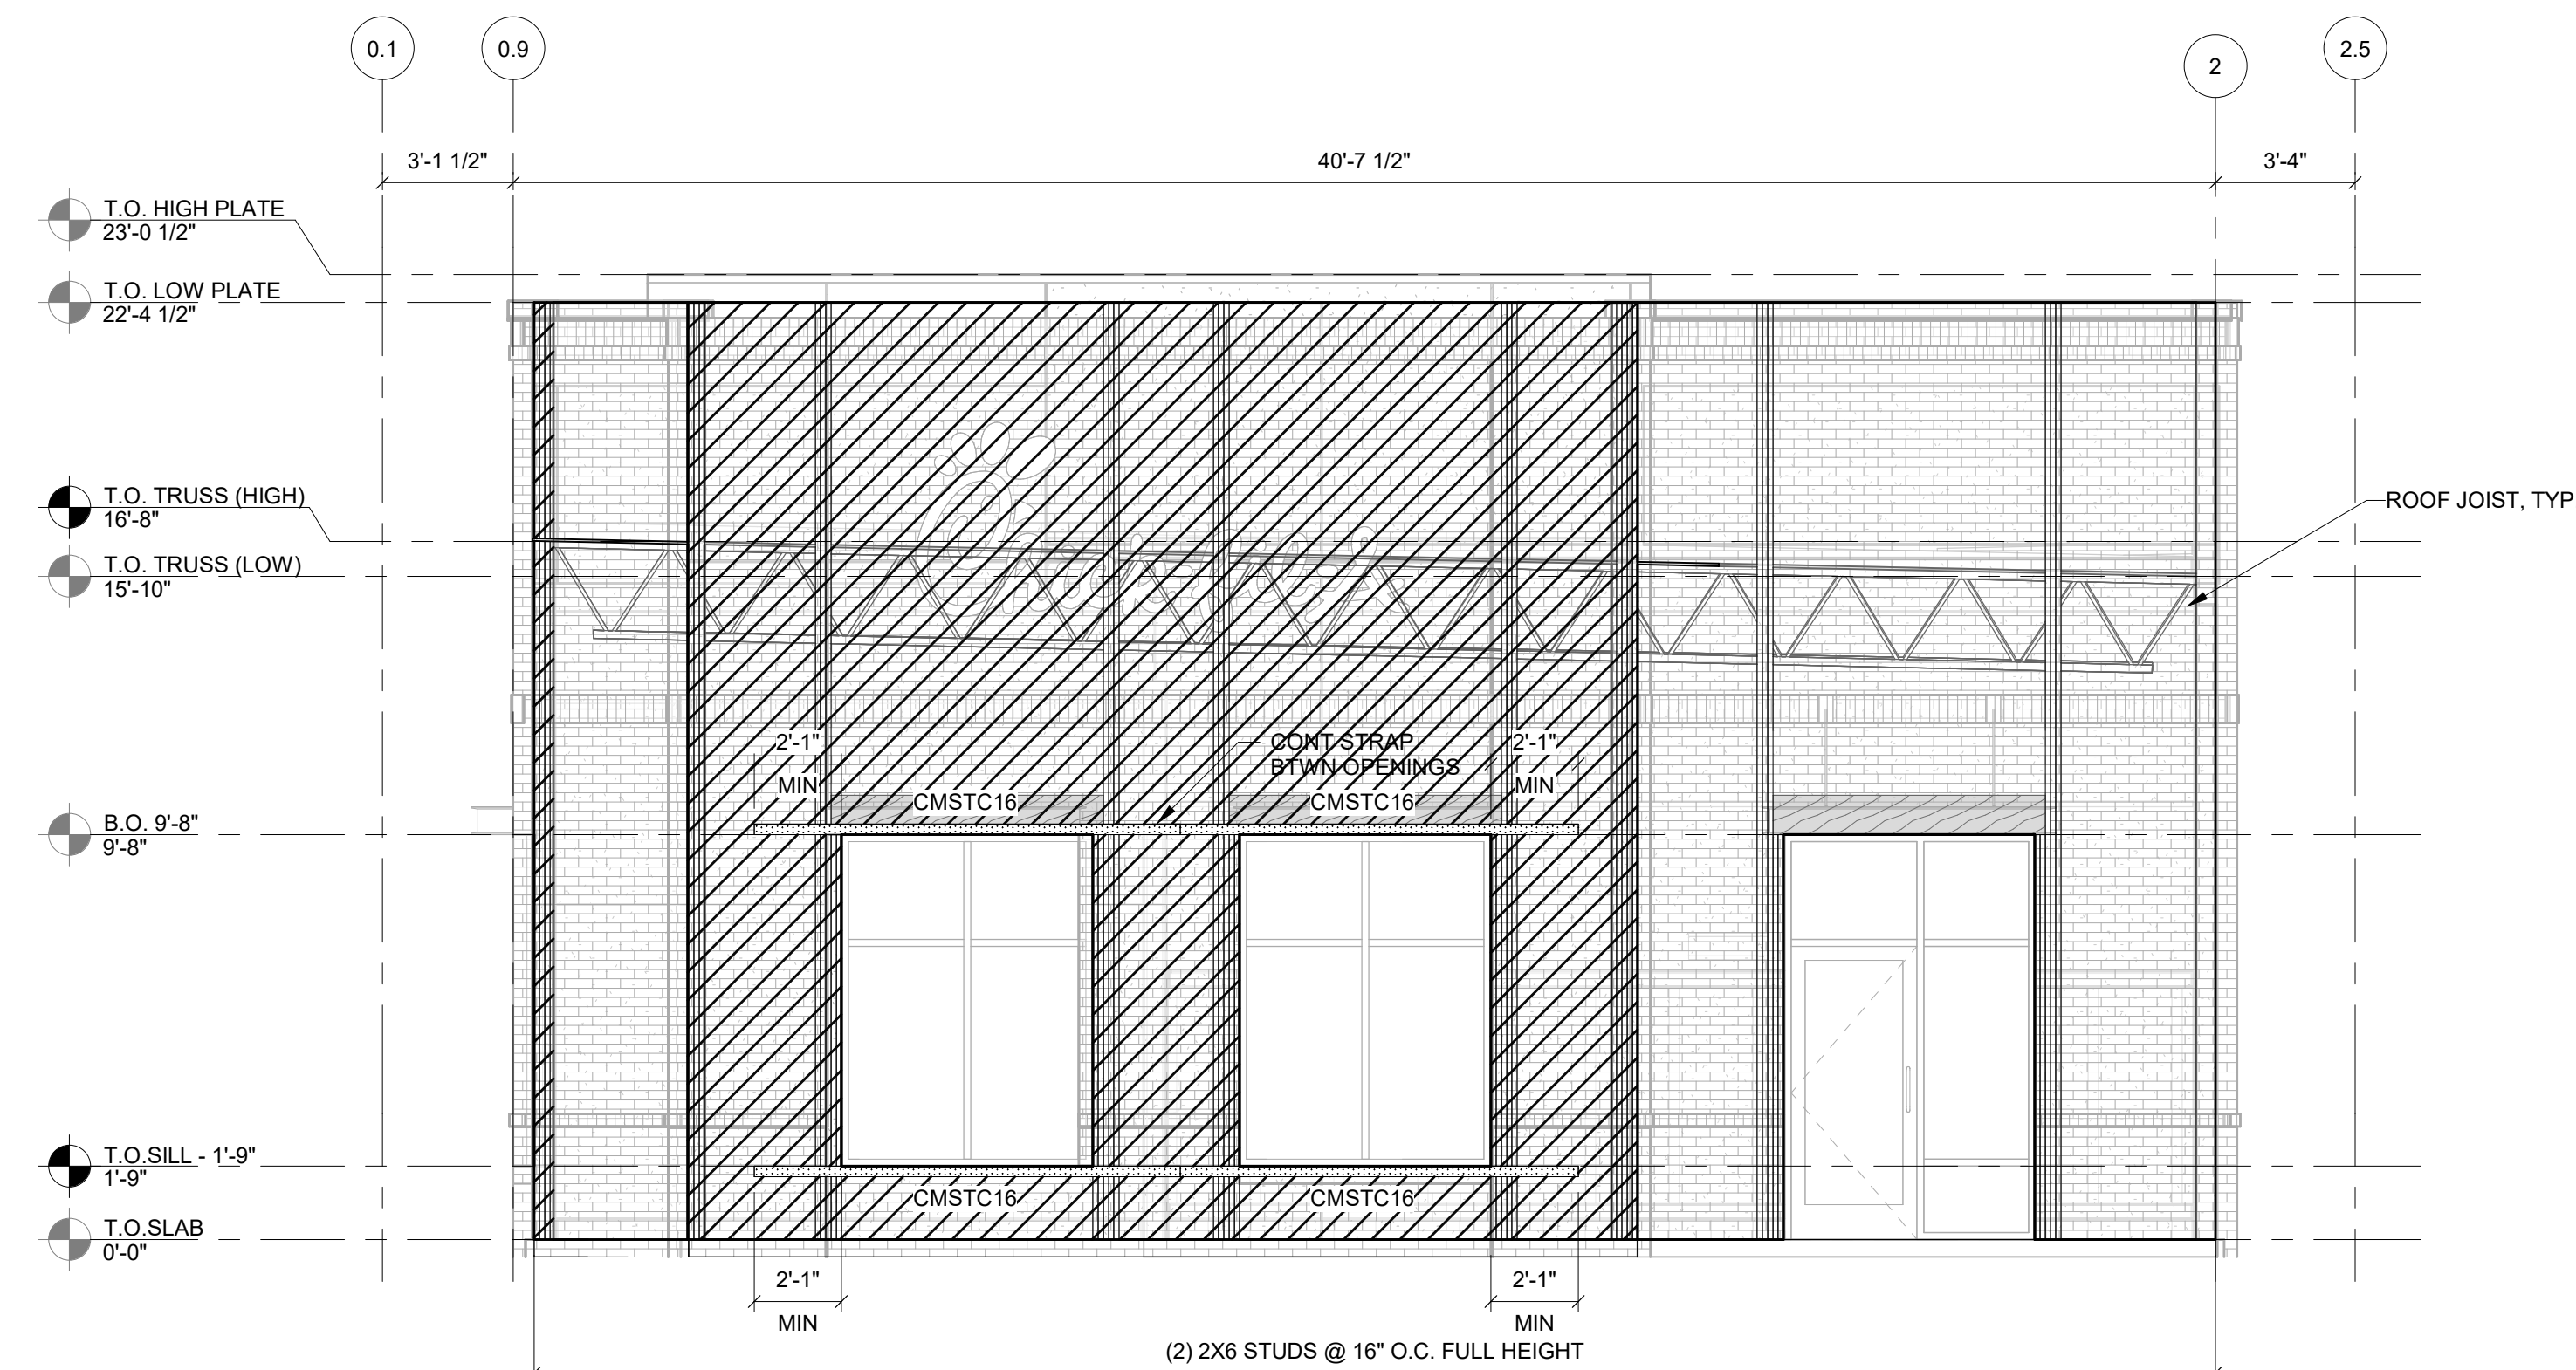 0.1
0.9
2
2.5
3'-1 1/2"
40'-7 1/2"
3'-4"
T.O. HIGH PLATE
23'-0 1/2"
T.O. LOW PLATE
22'-4 1/2"
T.O. TRUSS (HIGH)
16'-8"
ROOF JOIST, TYP
T.O. TRUSS (LOW)
15'-10"
2'-1"
MIN
CONT STRAP
BTWN OPENINGS
2'-1"
MIN
CMSTC16
CMSTC16
B.O. 9'-8"
9'-8"
T.O.SILL - 1'-9"
1'-9"
CMSTC16
CMSTC16
T.O.SLAB
0'-0"
2'-1"
MIN
2'-1"
MIN
(2) 2X6 STUDS @ 16" O.C. FULL HEIGHT